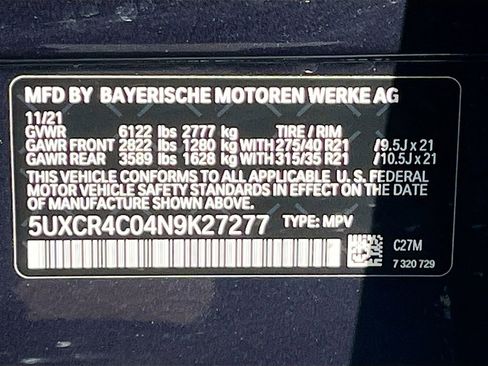 MFD BY BAYERISCHE MOTOREN WERKE AG
11/21
GVWR 6122 lbs 2777 kg TIRE / RIM
GAWR FRONT 2822 lbs 1280 kg WITH 275/40 R21 /9.5J x 21
GAWR REAR 3589 lbs 1628 kg WITH 315/35 R21 /10.5J x 21
THIS VEHICLE CONFORMS TO ALL APPLICABLE U. S. FEDERAL
MOTOR VEHICLE SAFETY STANDARDS IN EFFECT ON THE
DATE OF MANUFACTURE SHOWN ABOVE.
5UXCR4C04N9K27277 TYPE: MPV
C27M
7 320 729